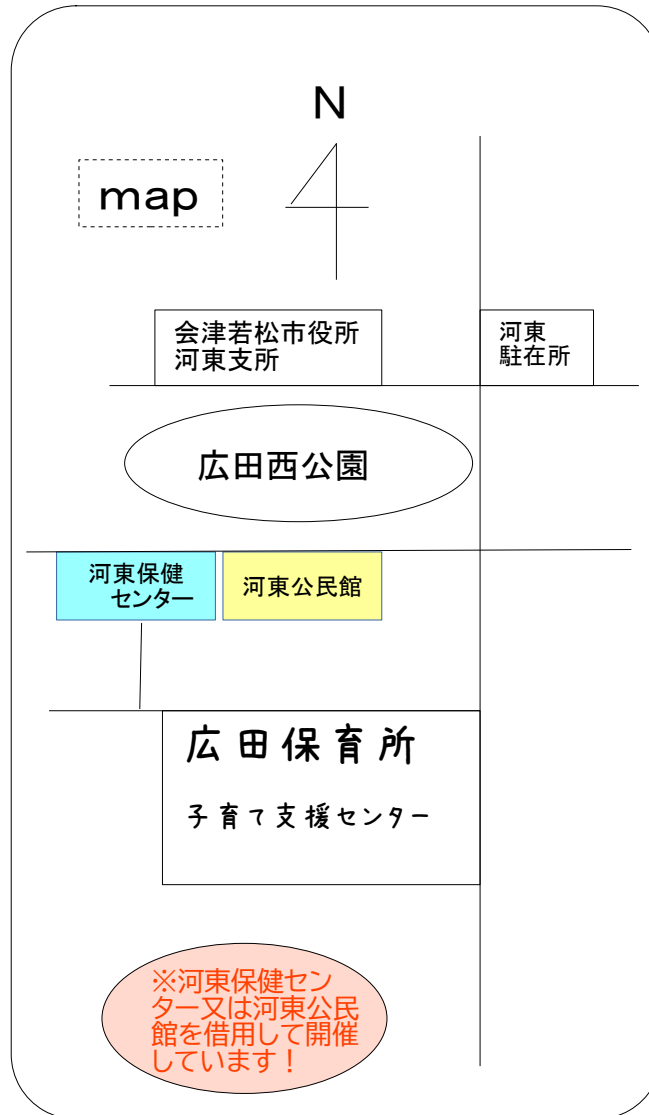 N
map
会津若松市役所
河東支所
河東
駐在所
広田西公園
河東保健
センター
河東公民館
広田保育所
子育て支援センター
※河東保健セン
ター又は河東公民
館を借用して開催
しています！